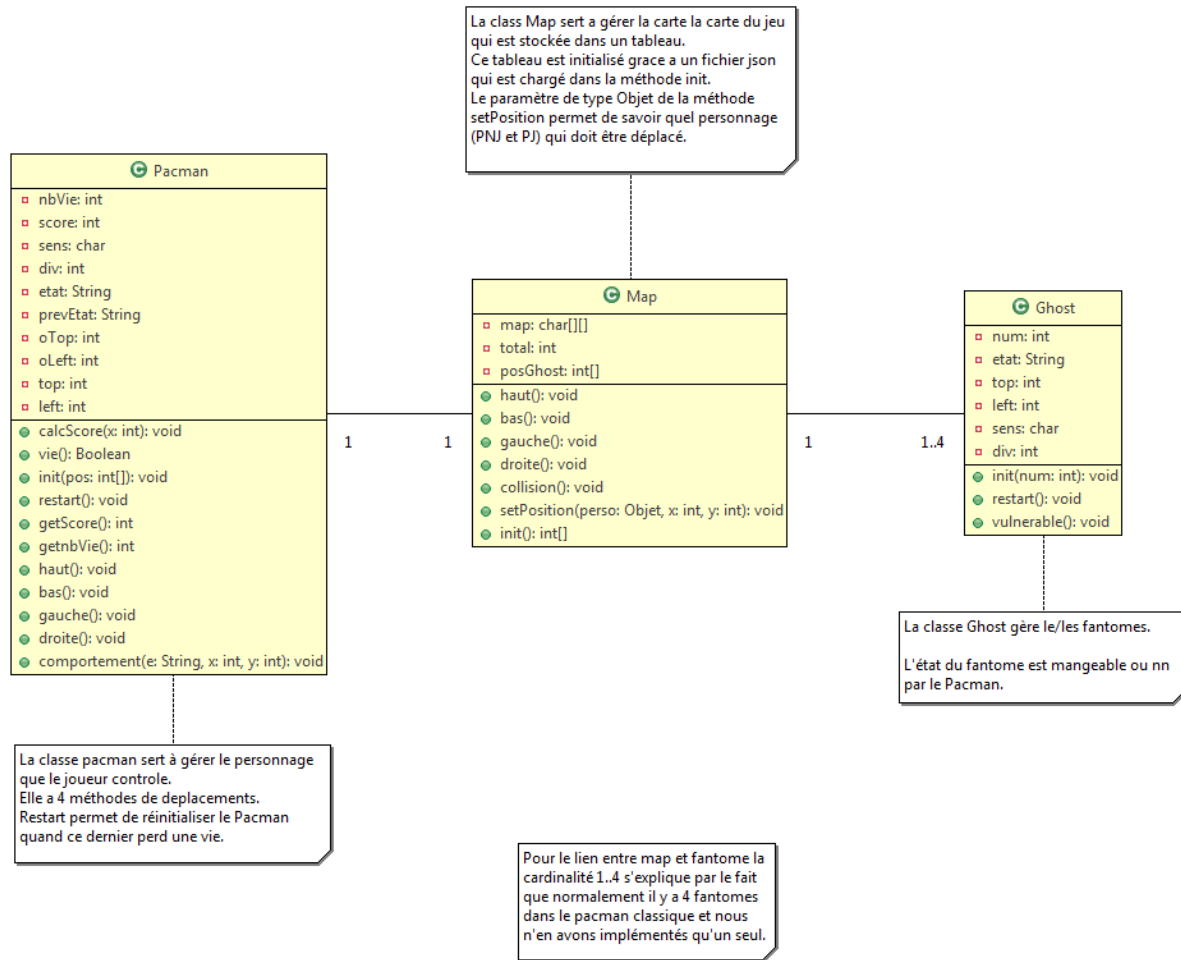 La class Map sert a gérer la carte la carte du jeu
qui est stockée dans un tableau.
Ce tableau est initialisé grace a un fichier json
qui est chargé dans la méthode init.
Le paramètre de type Objet de la méthode
setPosition permet de savoir quel personnage
(PNJ et PJ) qui doit être déplacé.
C Pacman
nbVie: int
score: int
sens: char
div: int
etat: String
prevEtat: String
oTop: int
oLeft: int
top: int
left: int
calcScore(x: int): void
vie(): Boolean
init(pos: int[]): void
restart(): void
getScore(): int
getnbVie(): int
haut(): void
bas(): void
gauche(): void
droite(): void
comportement(e: String, x: int, y: int): void
1
1
C Map
map: char[][]
total: int
posGhost: int[]
haut(): void
bas(): void
gauche(): void
droite(): void
collision(): void
setPosition(perso: Objet, x: int, y: int): void
init(): int[]
1
1..4
C Ghost
num: int
etat: String
top: int
left: int
sens: char
div: int
init(num: int): void
restart(): void
vulnerable(): void
La classe Ghost gère le/les fantomes.
L'état du fantome est mangeable ou nn
par le Pacman.
La classe pacman sert à gérer le personnage
que le joueur controle.
Elle a 4 méthodes de deplacements.
Restart permet de réinitialiser le Pacman
quand ce dernier perd une vie.
Pour le lien entre map et fantome la
cardinalité 1..4 s'explique par le fait
que normalement il y a 4 fantomes
dans le pacman classique et nous
n'en avons implémentés qu'un seul.